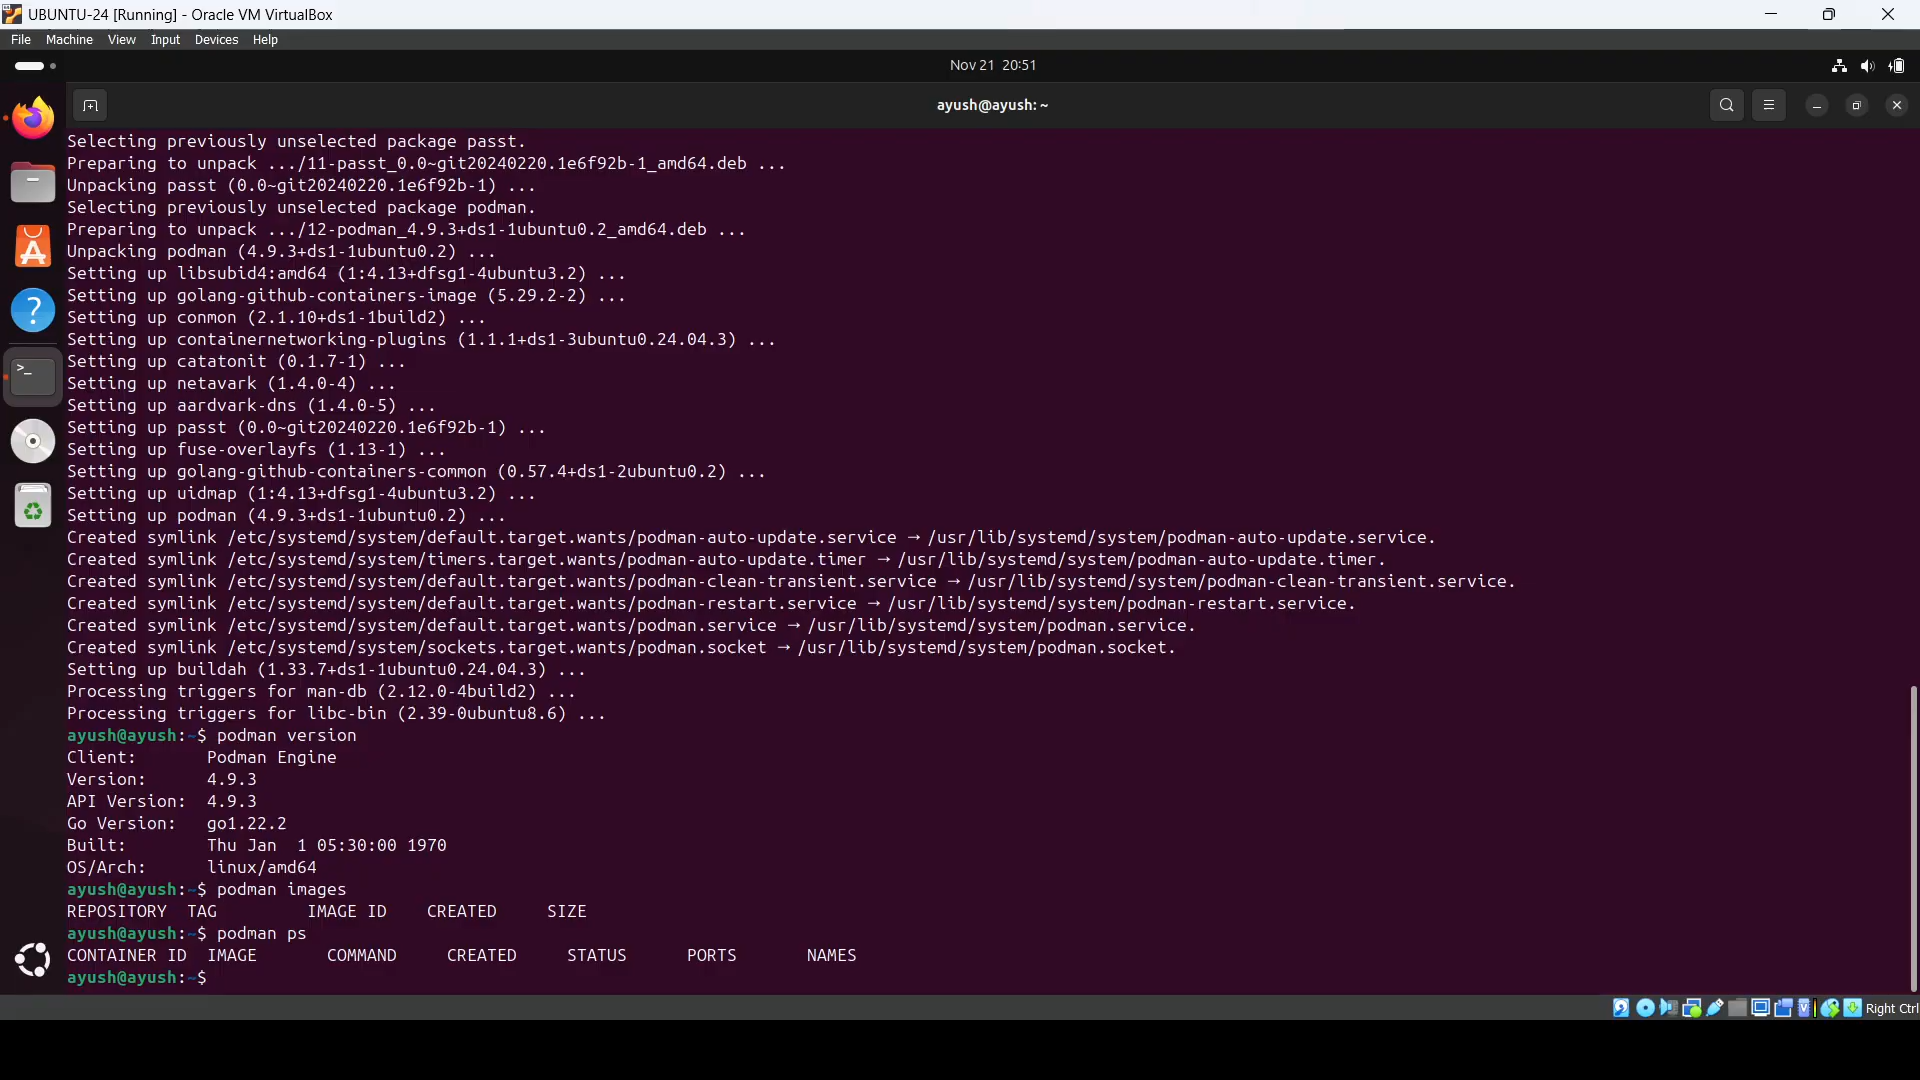 UBUNTU-24 [Running] - Oracle VM VirtualBox
File Machine View Input Devices Help
Nov 21 20:51
ayush@ayush: ~
Selecting previously unselected package passt.
Preparing to unpack .../11-passt_0.0~git20240220.1e6f92b-1_amd64.deb ...
Unpacking passt (0.0~git20240220.1e6f92b-1) ...
Selecting previously unselected package podman.
Preparing to unpack .../12-podman_4.9.3+ds1-1ubuntu0.2_amd64.deb ...
Unpacking podman (4.9.3+ds1-1ubuntu0.2) ...
Setting up libsubid4:amd64 (1:4.13+dfsg1-4ubuntu3.2) ...
Setting up golang-github-containers-image (5.29.2-2) ...
Setting up conmon (2.1.10+ds1-1build2) ...
Setting up containernetworking-plugins (1.1.1+ds1-3ubuntu0.24.04.3) ...
Setting up catatonit (0.1.7-1) ...
Setting up netavark (1.4.0-4) ...
Setting up aardvark-dns (1.4.0-5) ...
Setting up passt (0.0~git20240220.1e6f92b-1) ...
Setting up fuse-overlayfs (1.13-1) ...
Setting up golang-github-containers-common (0.57.4+ds1-2ubuntu0.2) ...
Setting up uidmap (1:4.13+dfsg1-4ubuntu3.2) ...
Setting up podman (4.9.3+ds1-1ubuntu0.2) ...
Created symlink /etc/systemd/system/default.target.wants/podman-auto-update.service → /usr/lib/systemd/system/podman-auto-update.service.
Created symlink /etc/systemd/system/timers.target.wants/podman-auto-update.timer → /usr/lib/systemd/system/podman-auto-update.timer.
Created symlink /etc/systemd/system/default.target.wants/podman-clean-transient.service → /usr/lib/systemd/system/podman-clean-transient.service.
Created symlink /etc/systemd/system/default.target.wants/podman-restart.service → /usr/lib/systemd/system/podman-restart.service.
Created symlink /etc/systemd/system/default.target.wants/podman.service → /usr/lib/systemd/system/podman.service.
Created symlink /etc/systemd/system/sockets.target.wants/podman.socket → /usr/lib/systemd/system/podman.socket.
Setting up buildah (1.33.7+ds1-1ubuntu0.24.04.3) ...
Processing triggers for man-db (2.12.0-4build2) ...
Processing triggers for libc-bin (2.39-0ubuntu8.6) ...
ayush@ayush:~$ podman version
Client:       Podman Engine
Version:      4.9.3
API Version:  4.9.3
Go Version:   go1.22.2
Built:        Thu Jan  1 05:30:00 1970
OS/Arch:      linux/amd64
ayush@ayush:~$ podman images
REPOSITORY  TAG         IMAGE ID    CREATED     SIZE
ayush@ayush:~$ podman ps
CONTAINER ID  IMAGE       COMMAND     CREATED     STATUS      PORTS       NAMES
ayush@ayush:~$
Right Ctrl